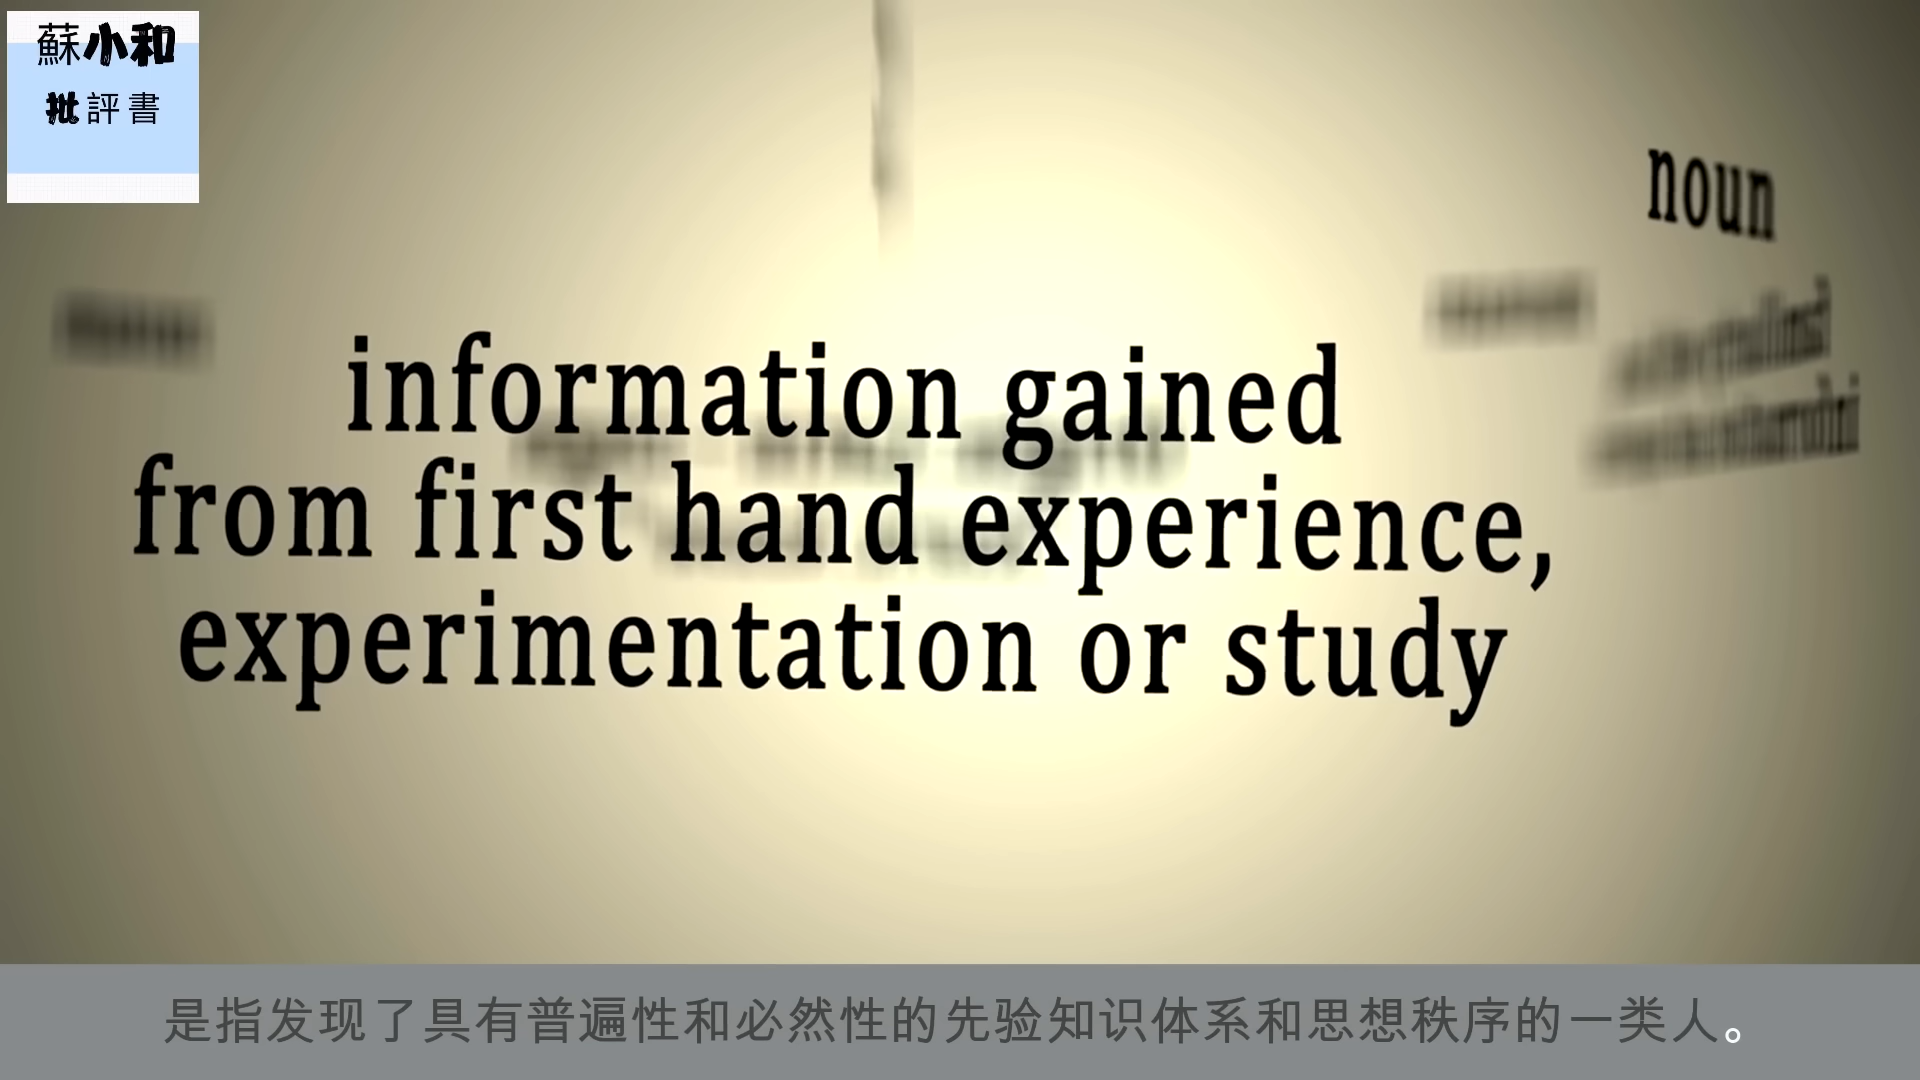 蘇小和
批評書
noun
information gained
from first hand experience,
experimentation or study
是指发现了具有普遍性和必然性的先验知识体系和思想秩序的一类人。